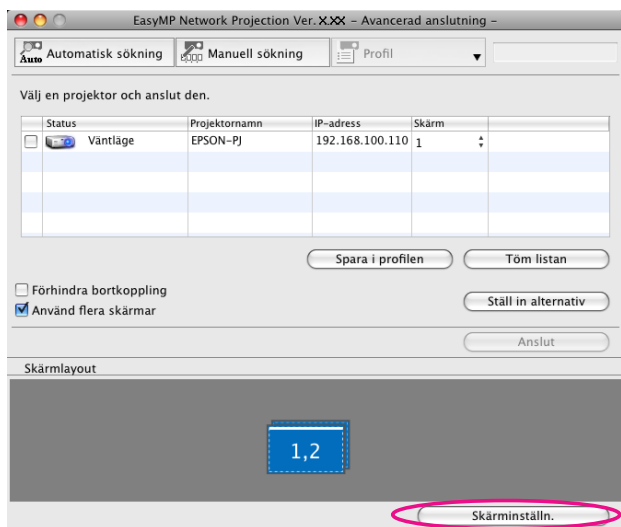 EasyMP Network Projection Ver. X.XX – Avancerad anslutning –
Auto Automatisk sökning Manuell sökning Profil
Välj en projektor och anslut den.
Status Projektornamn IP-adress Skärm
Väntläge EPSON-PJ 192.168.100.110 1
Spara i profilen Töm listan
Förhindra bortkoppling
Använd flera skärmar
Ställ in alternativ
Anslut
Skärmlayout
1,2
Skärminställn.